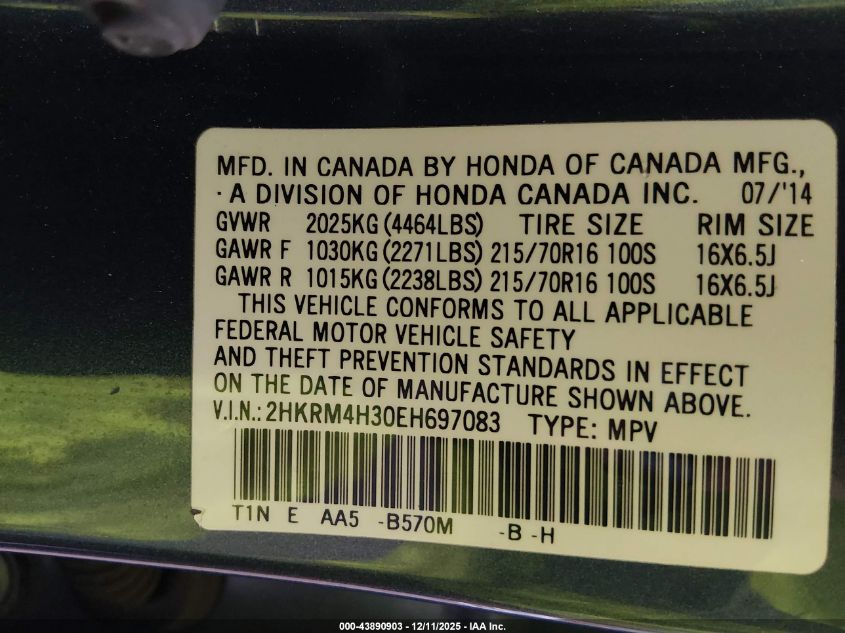 MFD. IN CANADA BY HONDA OF CANADA MFG.,
· A DIVISION OF HONDA CANADA INC. 07/'14
GVWR 2025KG (4464LBS) TIRE SIZE RIM SIZE
GAWR F 1030KG (2271LBS) 215/70R16 100S 16X6.5J
GAWR R 1015KG (2238LBS) 215/70R16 100S 16X6.5J
THIS VEHICLE CONFORMS TO ALL APPLICABLE
FEDERAL MOTOR VEHICLE SAFETY
AND THEFT PREVENTION STANDARDS IN EFFECT
ON THE DATE OF MANUFACTURE SHOWN ABOVE.
V.I.N.: 2HKRM4H30EH697083 TYPE: MPV
T1N E AA5 -B570M -B -H
000-43890903 - 12/11/2025 - IAA Inc.